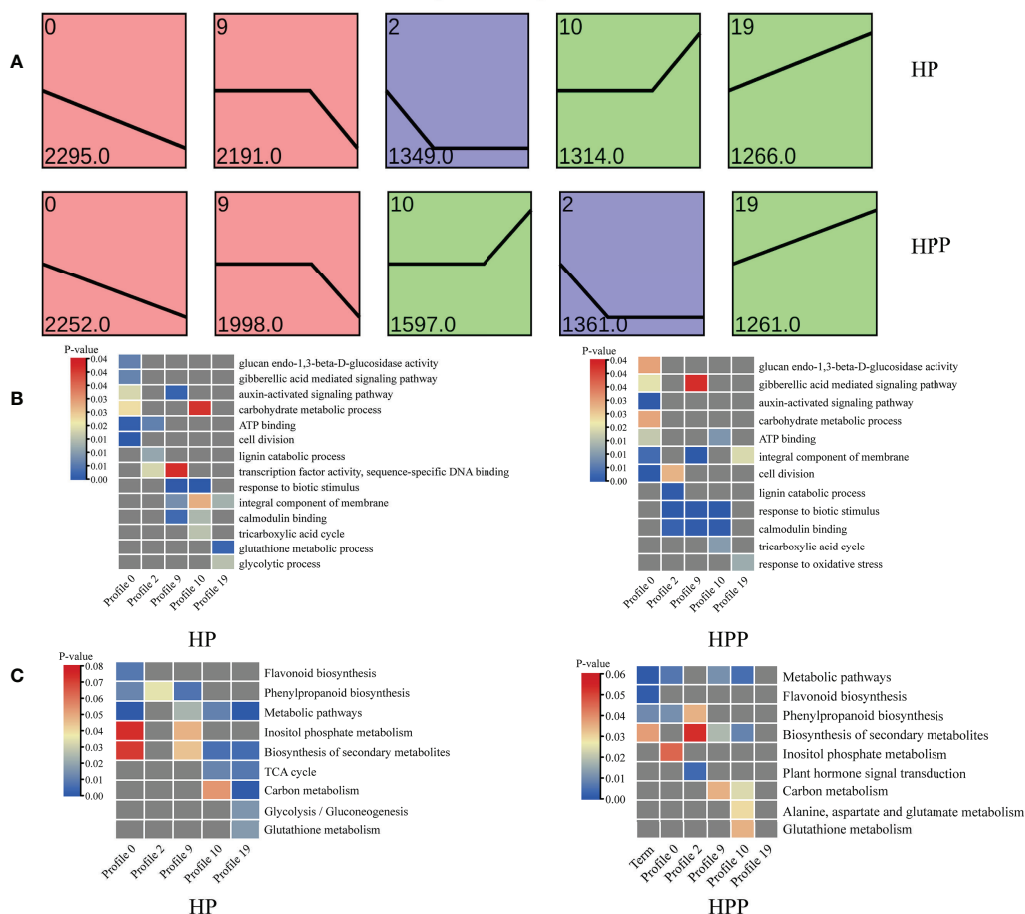 A
0
2295.0
9
2191.0
2
1349.0
10
1314.0
19
1266.0
HP
0
2252.0
9
1998.0
10
1597.0
2
1361.0
19
1261.0
HPP
B
P-value
0.04
0.04
0.03
0.03
0.02
0.02
0.01
0.01
0.00
glucan endo-1,3-beta-D-glucosidase activity
gibberellic acid mediated signaling pathway
auxin-activated signaling pathway
carbohydrate metabolic process
ATP binding
cell division
lignin catabolic process
transcription factor activity, sequence-specific DNA binding
response to biotic stimulus
integral component of membrane
calmodulin binding
tricarboxylic acid cycle
glutathione metabolic process
glycolytic process
Profile 0
Profile 2
Profile 9
Profile 10
Profile 19
HP
P-value
0.04
0.04
0.03
0.03
0.02
0.02
0.01
0.01
0.00
glucan endo-1,3-beta-D-glucosidase activity
gibberellic acid mediated signaling pathway
auxin-activated signaling pathway
carbohydrate metabolic process
ATP binding
integral component of membrane
cell division
lignin catabolic process
response to biotic stimulus
calmodulin binding
tricarboxylic acid cycle
response to oxidative stress
Profile 0
Profile 2
Profile 9
Profile 10
Profile 19
HPP
C
P-value
0.08
0.07
0.06
0.05
0.04
0.03
0.02
0.01
0.00
Flavonoid biosynthesis
Phenylpropanoid biosynthesis
Metabolic pathways
Inositol phosphate metabolism
Biosynthesis of secondary metabolites
TCA cycle
Carbon metabolism
Glycolysis / Gluconeogenesis
Glutathione metabolism
Profile 0
Profile 2
Profile 9
Profile 10
Profile 19
HP
P-value
0.06
0.05
0.04
0.03
0.02
0.01
0.00
Metabolic pathways
Flavonoid biosynthesis
Phenylpropanoid biosynthesis
Biosynthesis of secondary metabolites
Inositol phosphate metabolism
Plant hormone signal transduction
Carbon metabolism
Alanine, aspartate and glutamate metabolism
Glutathione metabolism
Term
Profile 0
Profile 2
Profile 9
Profile 10
Profile 19
HPP